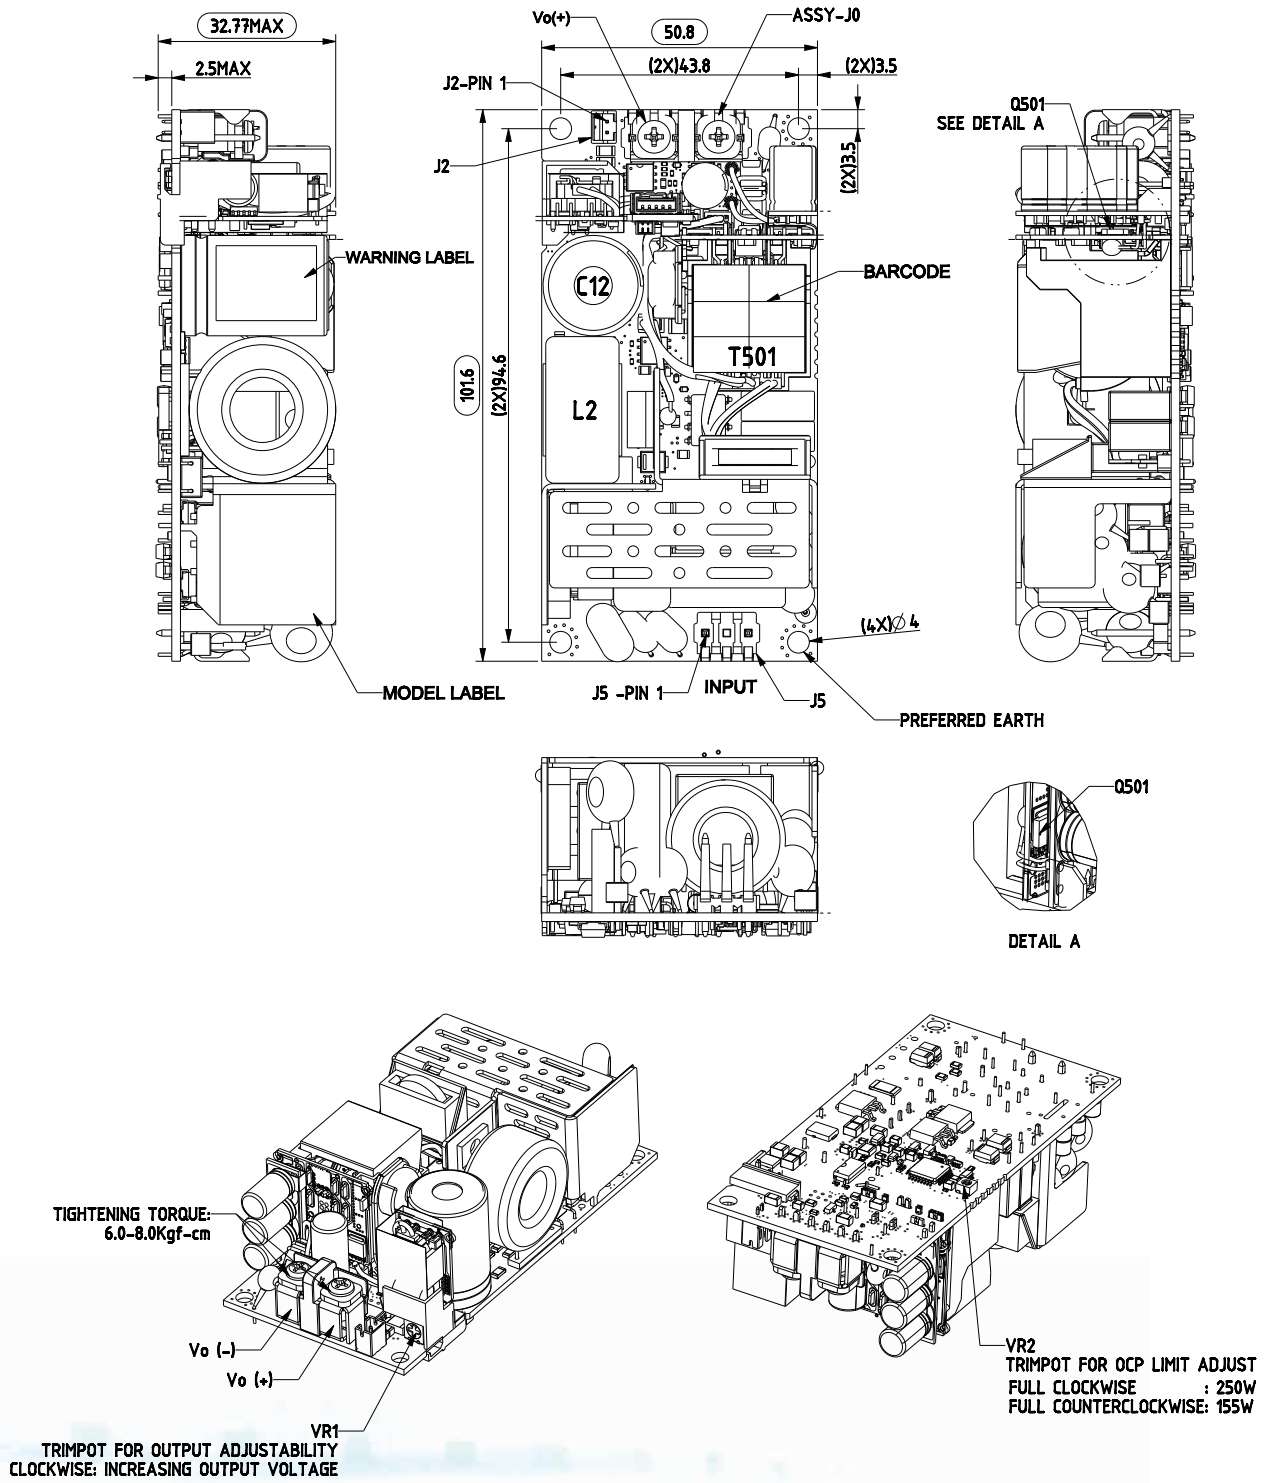 32.77MAX
2.5MAX
Vo(+)
ASSY-J0
50.8
(2X)43.8
(2X)3.5
J2-PIN 1
J2
Q501
SEE DETAIL A
(2X)3.5
WARNING LABEL
C12
BARCODE
T501
101.6
(2X)94.6
L2
(4X)Ø 4
MODEL LABEL
J5 -PIN 1
INPUT
J5
PREFERRED EARTH
Q501
DETAIL A
TIGHTENING TORQUE:
6.0-8.0Kgf-cm
Vo (-)
Vo (+)
VR1
TRIMPOT FOR OUTPUT ADJUSTABILITY
CLOCKWISE: INCREASING OUTPUT VOLTAGE
VR2
TRIMPOT FOR OCP LIMIT ADJUST
FULL CLOCKWISE : 250W
FULL COUNTERCLOCKWISE: 155W